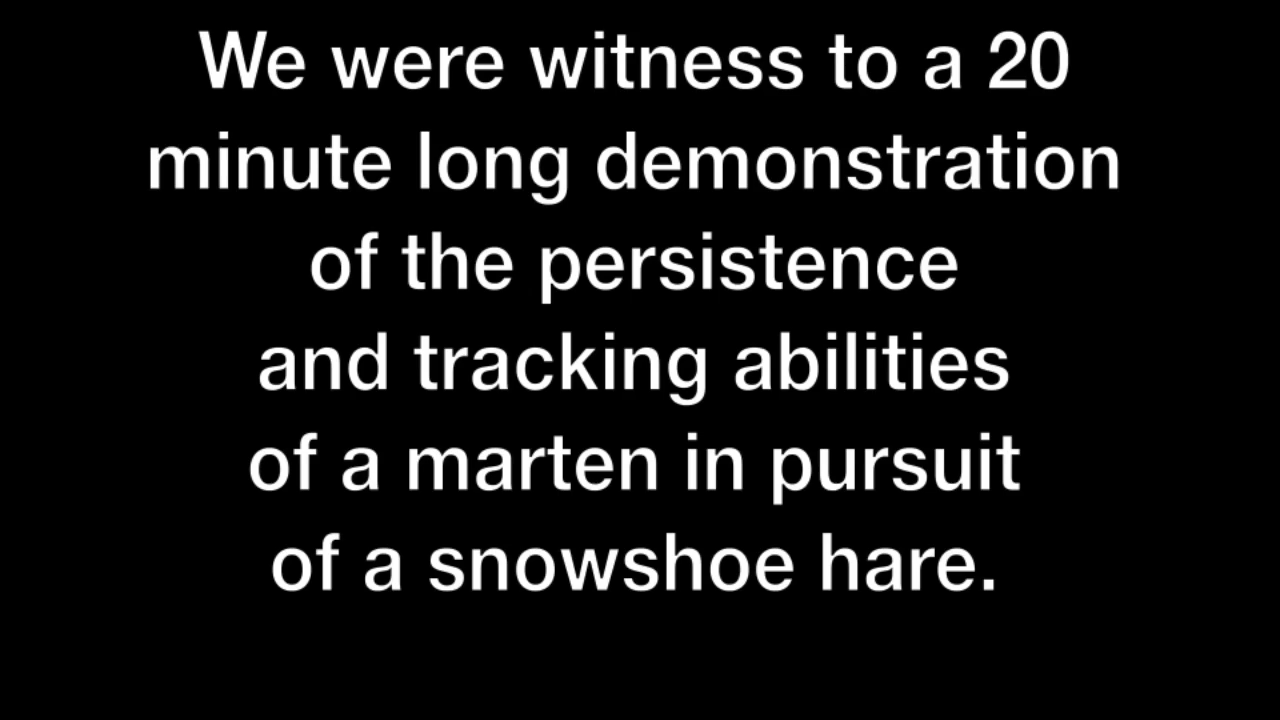 We were witness to a 20
minute long demonstration
of the persistence
and tracking abilities
of a marten in pursuit
of a snowshoe hare.